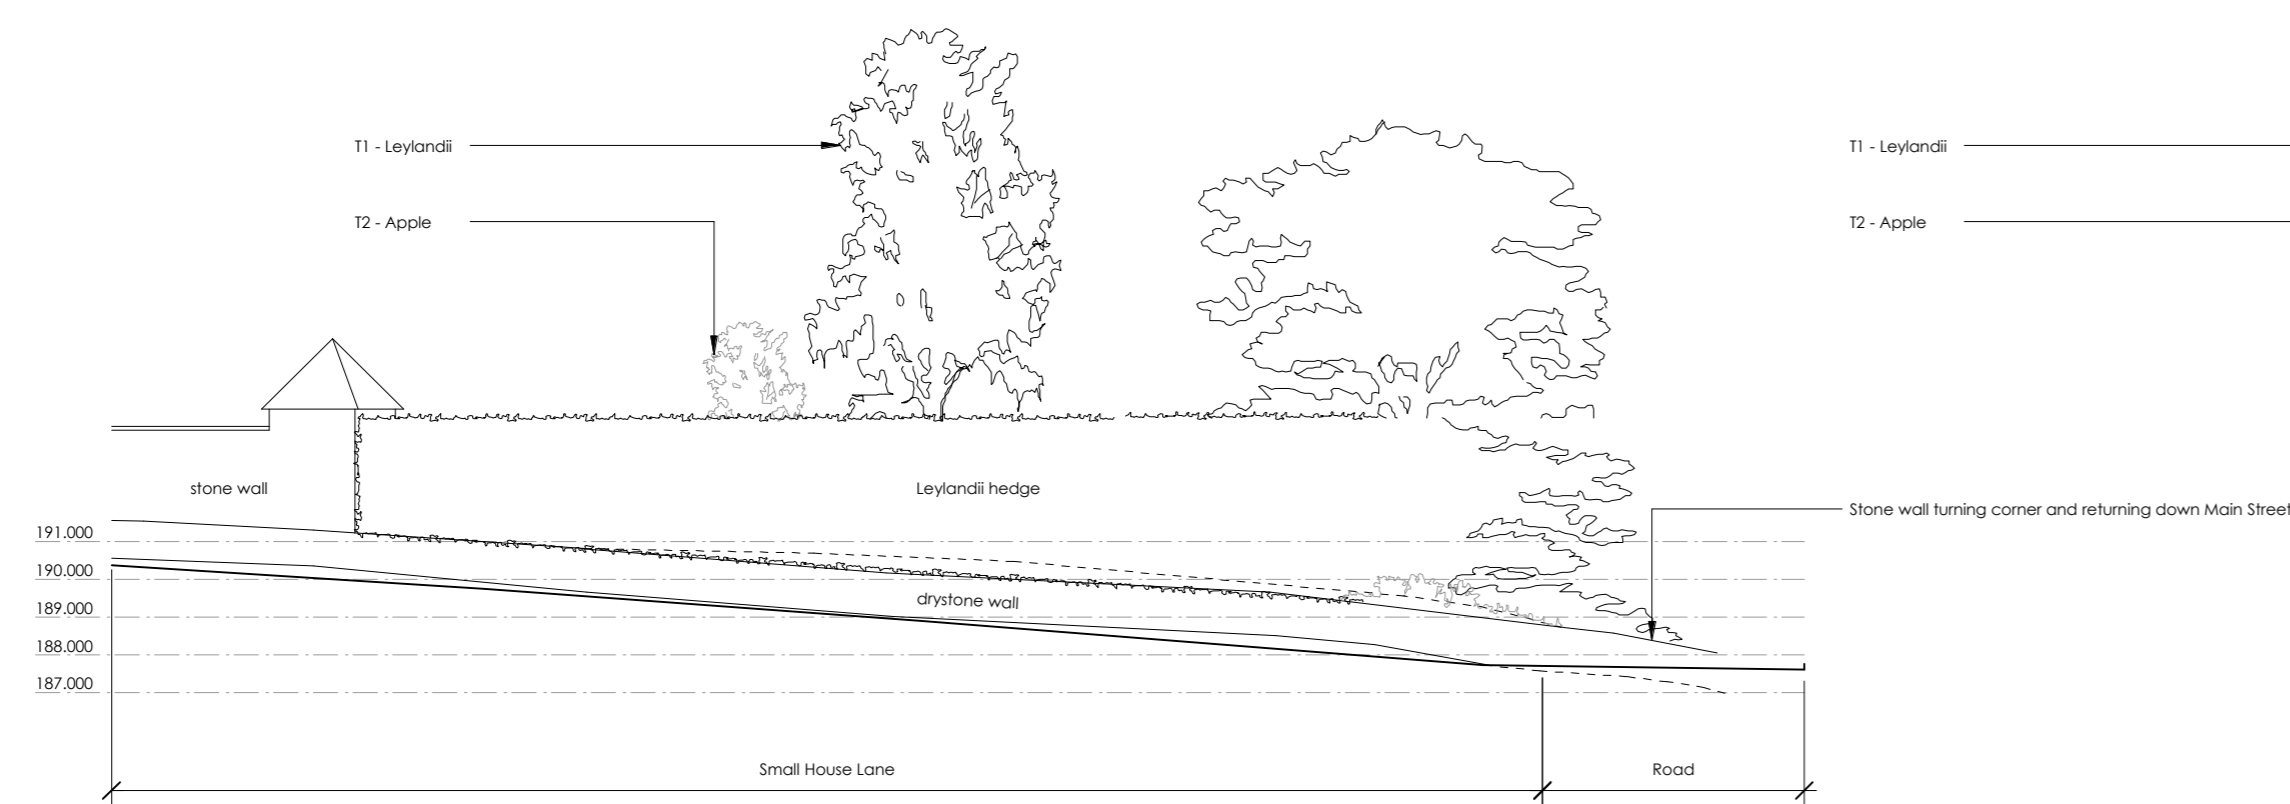 T1 - Leylandii
T1 - Leylandii
T2 - Apple
T2 - Apple
stone wall
Leylandii hedge
Stone wall turning corner and returning down Main Street
191.000
190.000
drystone wall
189.000
188.000
187.000
Small House Lane
Road